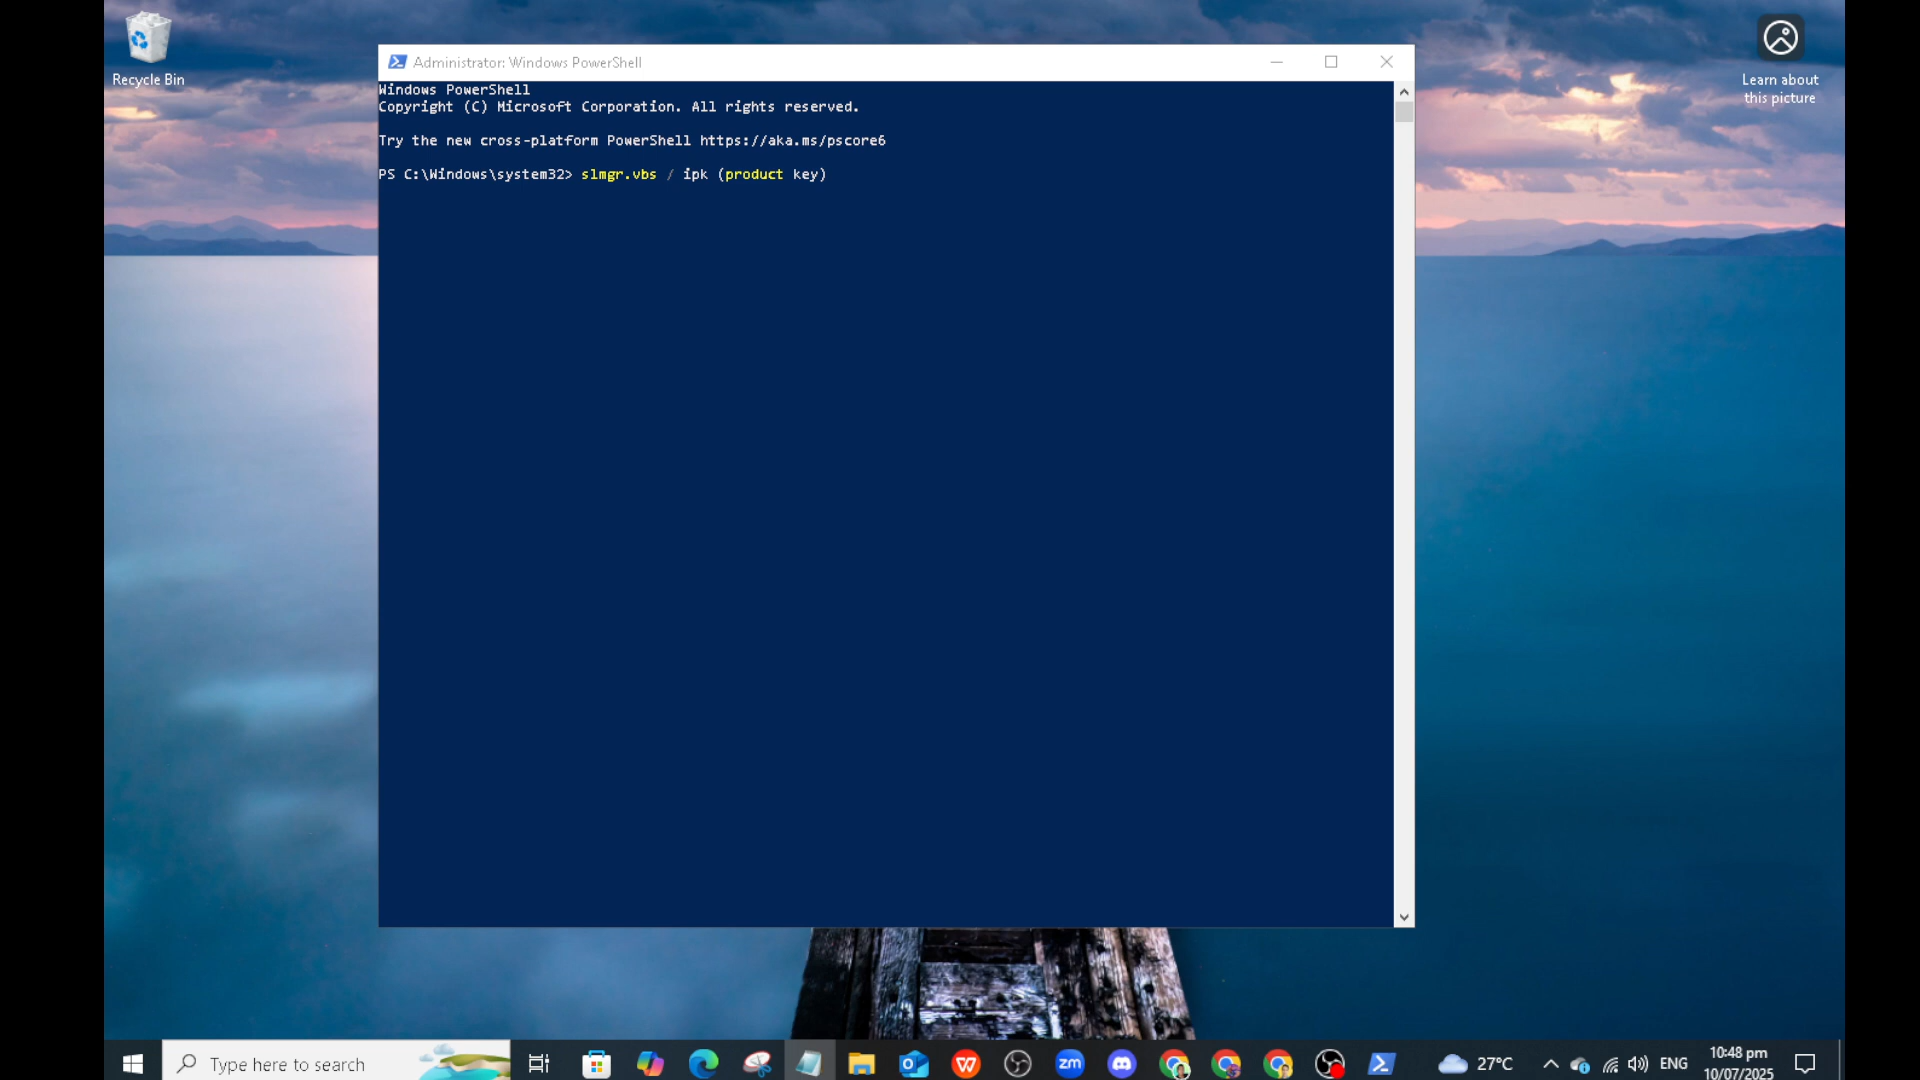 Recycle Bin
Learn about
this picture
Administrator: Windows PowerShell
Windows PowerShell
Copyright (C) Microsoft Corporation. All rights reserved.
Try the new cross-platform PowerShell https://aka.ms/pscore6
PS C:\Windows\system32> slmgr.vbs / ipk (product key)
Type here to search
W
zm
27°C
ENG
10:48 pm
10/07/2025